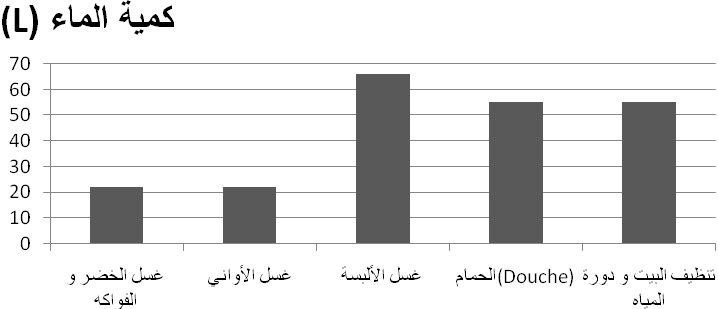 كمية الماء (L)
70
60
50
40
30
20
10
0
غسل الخضر و
الفواكه
غسل الأواني
غسل الألبسة
الحمام(Douche)
تنظيف البيت و دورة
المياه